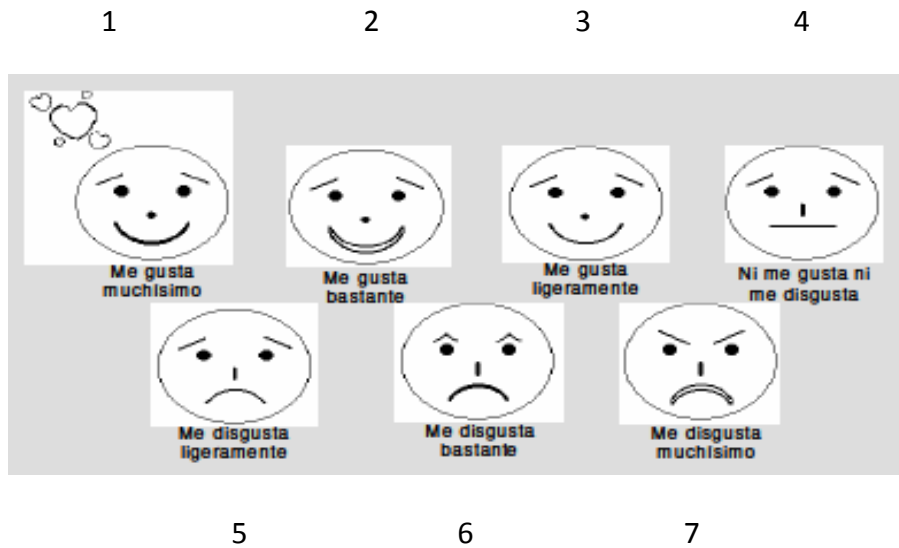 1 2 3 4
Me gusta
muchísimo
Me gusta
bastante
Me gusta
ligeramente
Ni me gusta ni
me disgusta
Me disgusta
ligeramente
Me disgusta
bastante
Me disgusta
muchísimo
5 6 7